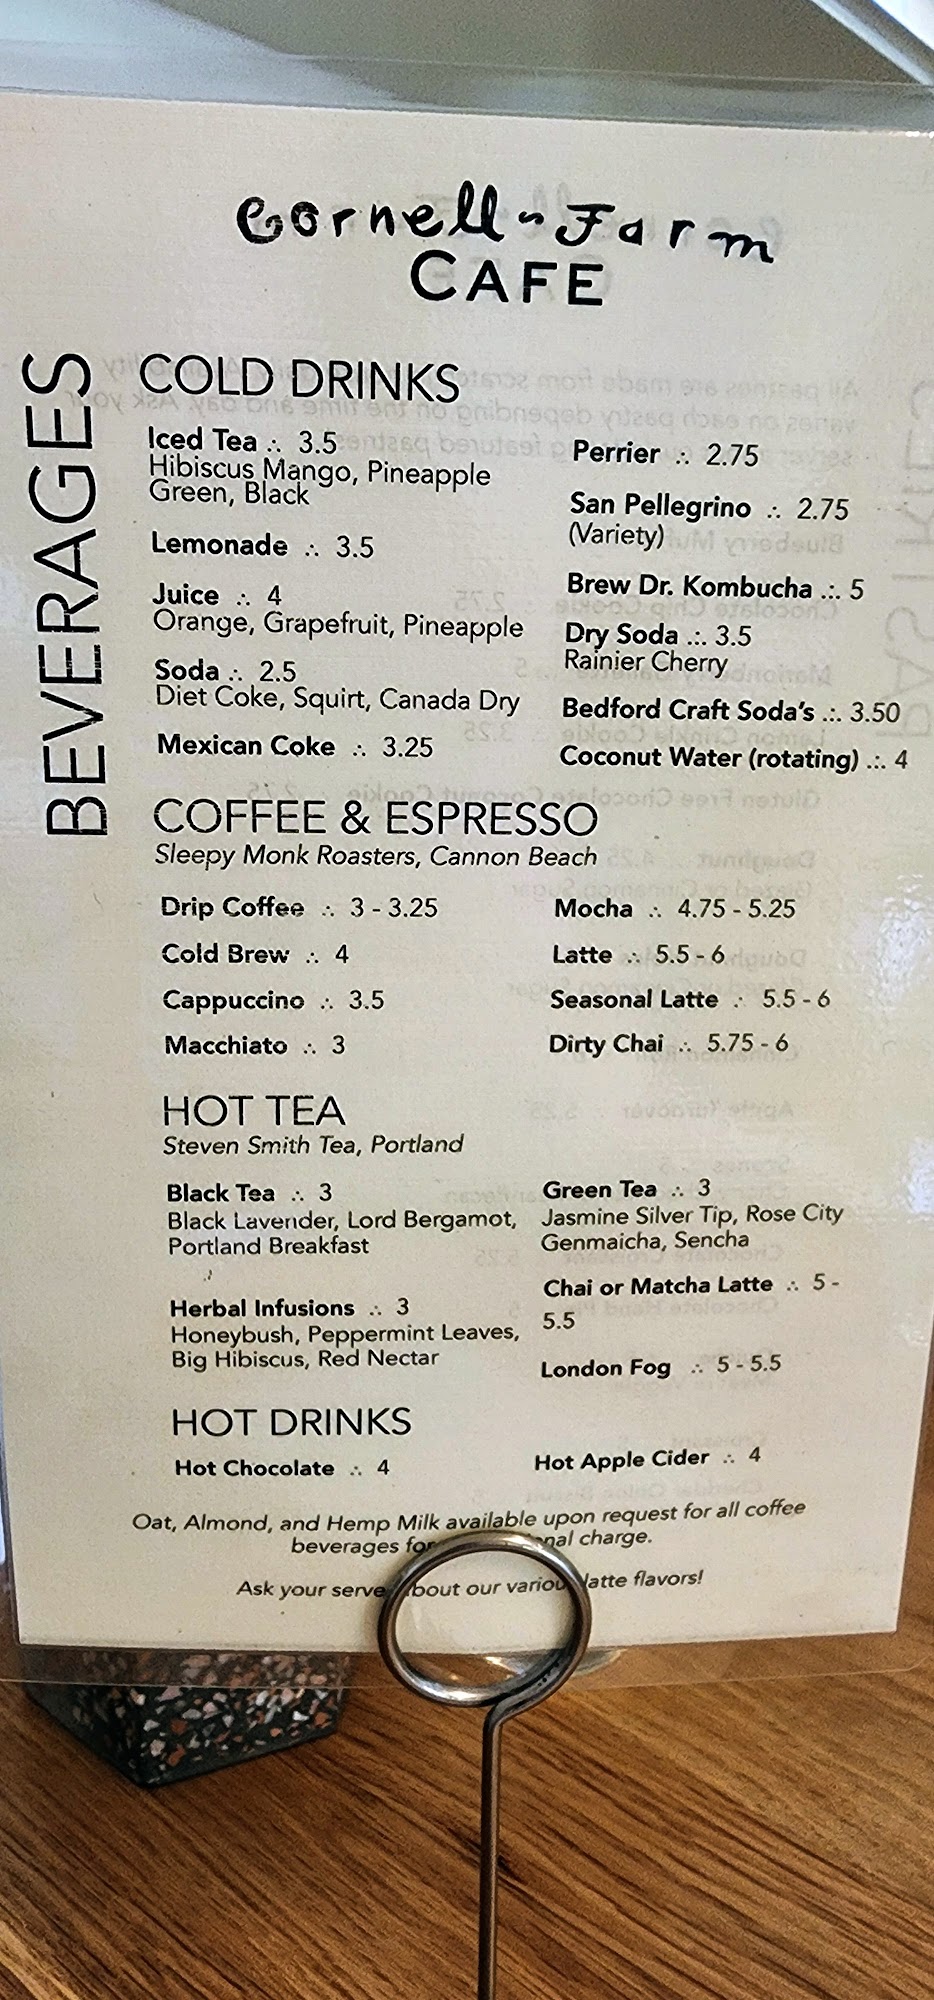 Cornell Farm
CAFE
BEVERAGES
COLD DRINKS
Iced Tea ∴ 3.5
Hibiscus Mango, Pineapple
Green, Black
Lemonade ∴ 3.5
Juice ∴ 4
Orange, Grapefruit, Pineapple
Soda ∴ 2.5
Diet Coke, Squirt, Canada Dry
Mexican Coke ∴ 3.25
Perrier ∴ 2.75
San Pellegrino ∴ 2.75
(Variety)
Brew Dr. Kombucha ∴ 5
Dry Soda ∴ 3.5
Rainier Cherry
Bedford Craft Soda's ∴ 3.50
Coconut Water (rotating) ∴ 4
COFFEE & ESPRESSO
Sleepy Monk Roasters, Cannon Beach
Drip Coffee ∴ 3 - 3.25
Cold Brew ∴ 4
Cappuccino ∴ 3.5
Macchiato ∴ 3
Mocha ∴ 4.75 - 5.25
Latte ∴ 5.5 - 6
Seasonal Latte ∴ 5.5 - 6
Dirty Chai ∴ 5.75 - 6
HOT TEA
Steven Smith Tea, Portland
Black Tea ∴ 3
Black Lavender, Lord Bergamot,
Portland Breakfast
Herbal Infusions ∴ 3
Honeybush, Peppermint Leaves,
Big Hibiscus, Red Nectar
Green Tea ∴ 3
Jasmine Silver Tip, Rose City
Genmaicha, Sencha
Chai or Matcha Latte ∴ 5 -
5.5
London Fog ∴ 5 - 5.5
HOT DRINKS
Hot Chocolate ∴ 4
Hot Apple Cider ∴ 4
Oat, Almond, and Hemp Milk available upon request for all coffee
beverages for charge.
Ask your about our various latte flavors!